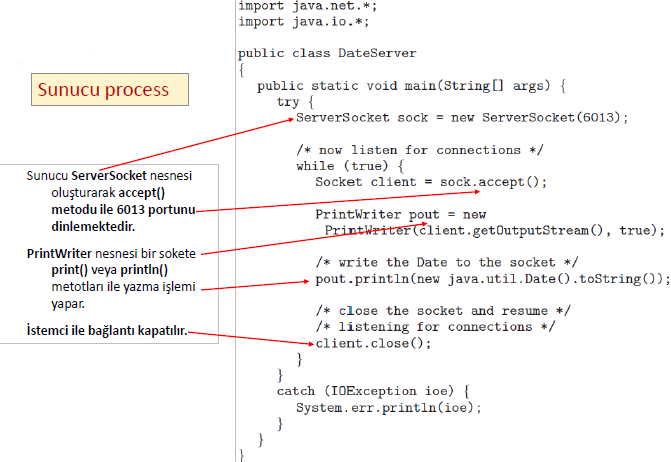 Sunucu process
Sunucu ServerSocket nesnesi
oluşturarak accept()
metodu ile 6013 portunu
dinlemektedir.
PrintWriter nesnesi bir sokete
print() veya println()
metotları ile yazma işlemi
yapar.
İstemci ile bağlantı kapatılır.
import java.net.*;
import java.io.*;
public class DateServer
{
public static void main(String[] args) {
try {
ServerSocket sock = new ServerSocket(6013);
/* now listen for connections */
while (true) {
Socket client = sock.accept();
PrintWriter pout = new
PrintWriter(client.getOutputStream(), true);
/* write the Date to the socket */
pout.println(new java.util.Date().toString());
/* close the socket and resume */
/* listening for connections */
client.close();
}
}
catch (IOException ioe) {
System.err.println(ioe);
}
}
}